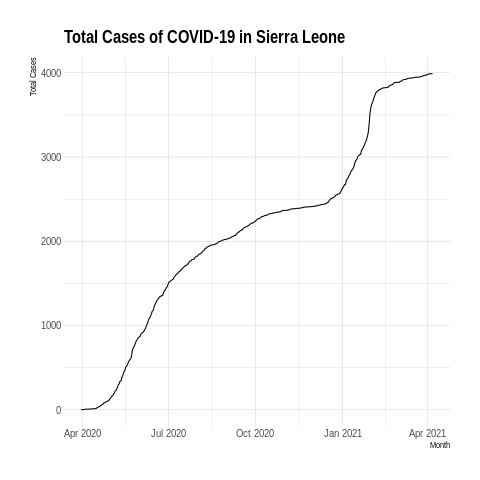 Total Cases of COVID-19 in Sierra Leone
Total Cases
4000
3000
2000
1000
0
Apr 2020 Jul 2020 Oct 2020 Jan 2021 Apr 2021
Month